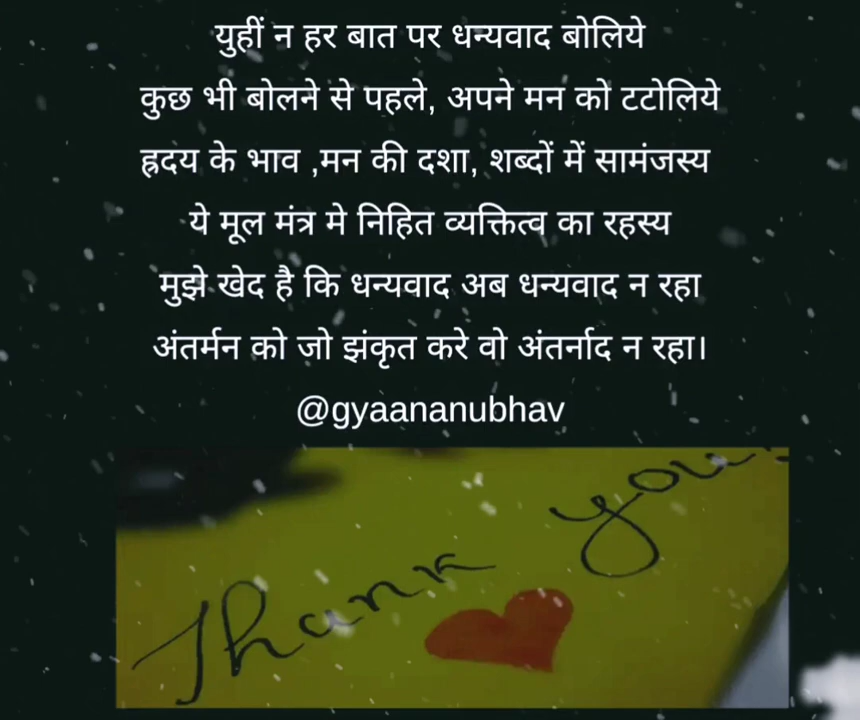 युहीं न हर बात पर धन्यवाद बोलिये
कुछ भी बोलने से पहले, अपने मन को टटोलिये
ह्रदय के भाव ,मन की दशा, शब्दों में सामंजस्य
ये मूल मंत्र मे निहित व्यक्तित्व का रहस्य
मुझे खेद है कि धन्यवाद अब धन्यवाद न रहा
अंतर्मन को जो झंकृत करे वो अंतर्नाद न रहा।
@gyaananubhav
Thank you!